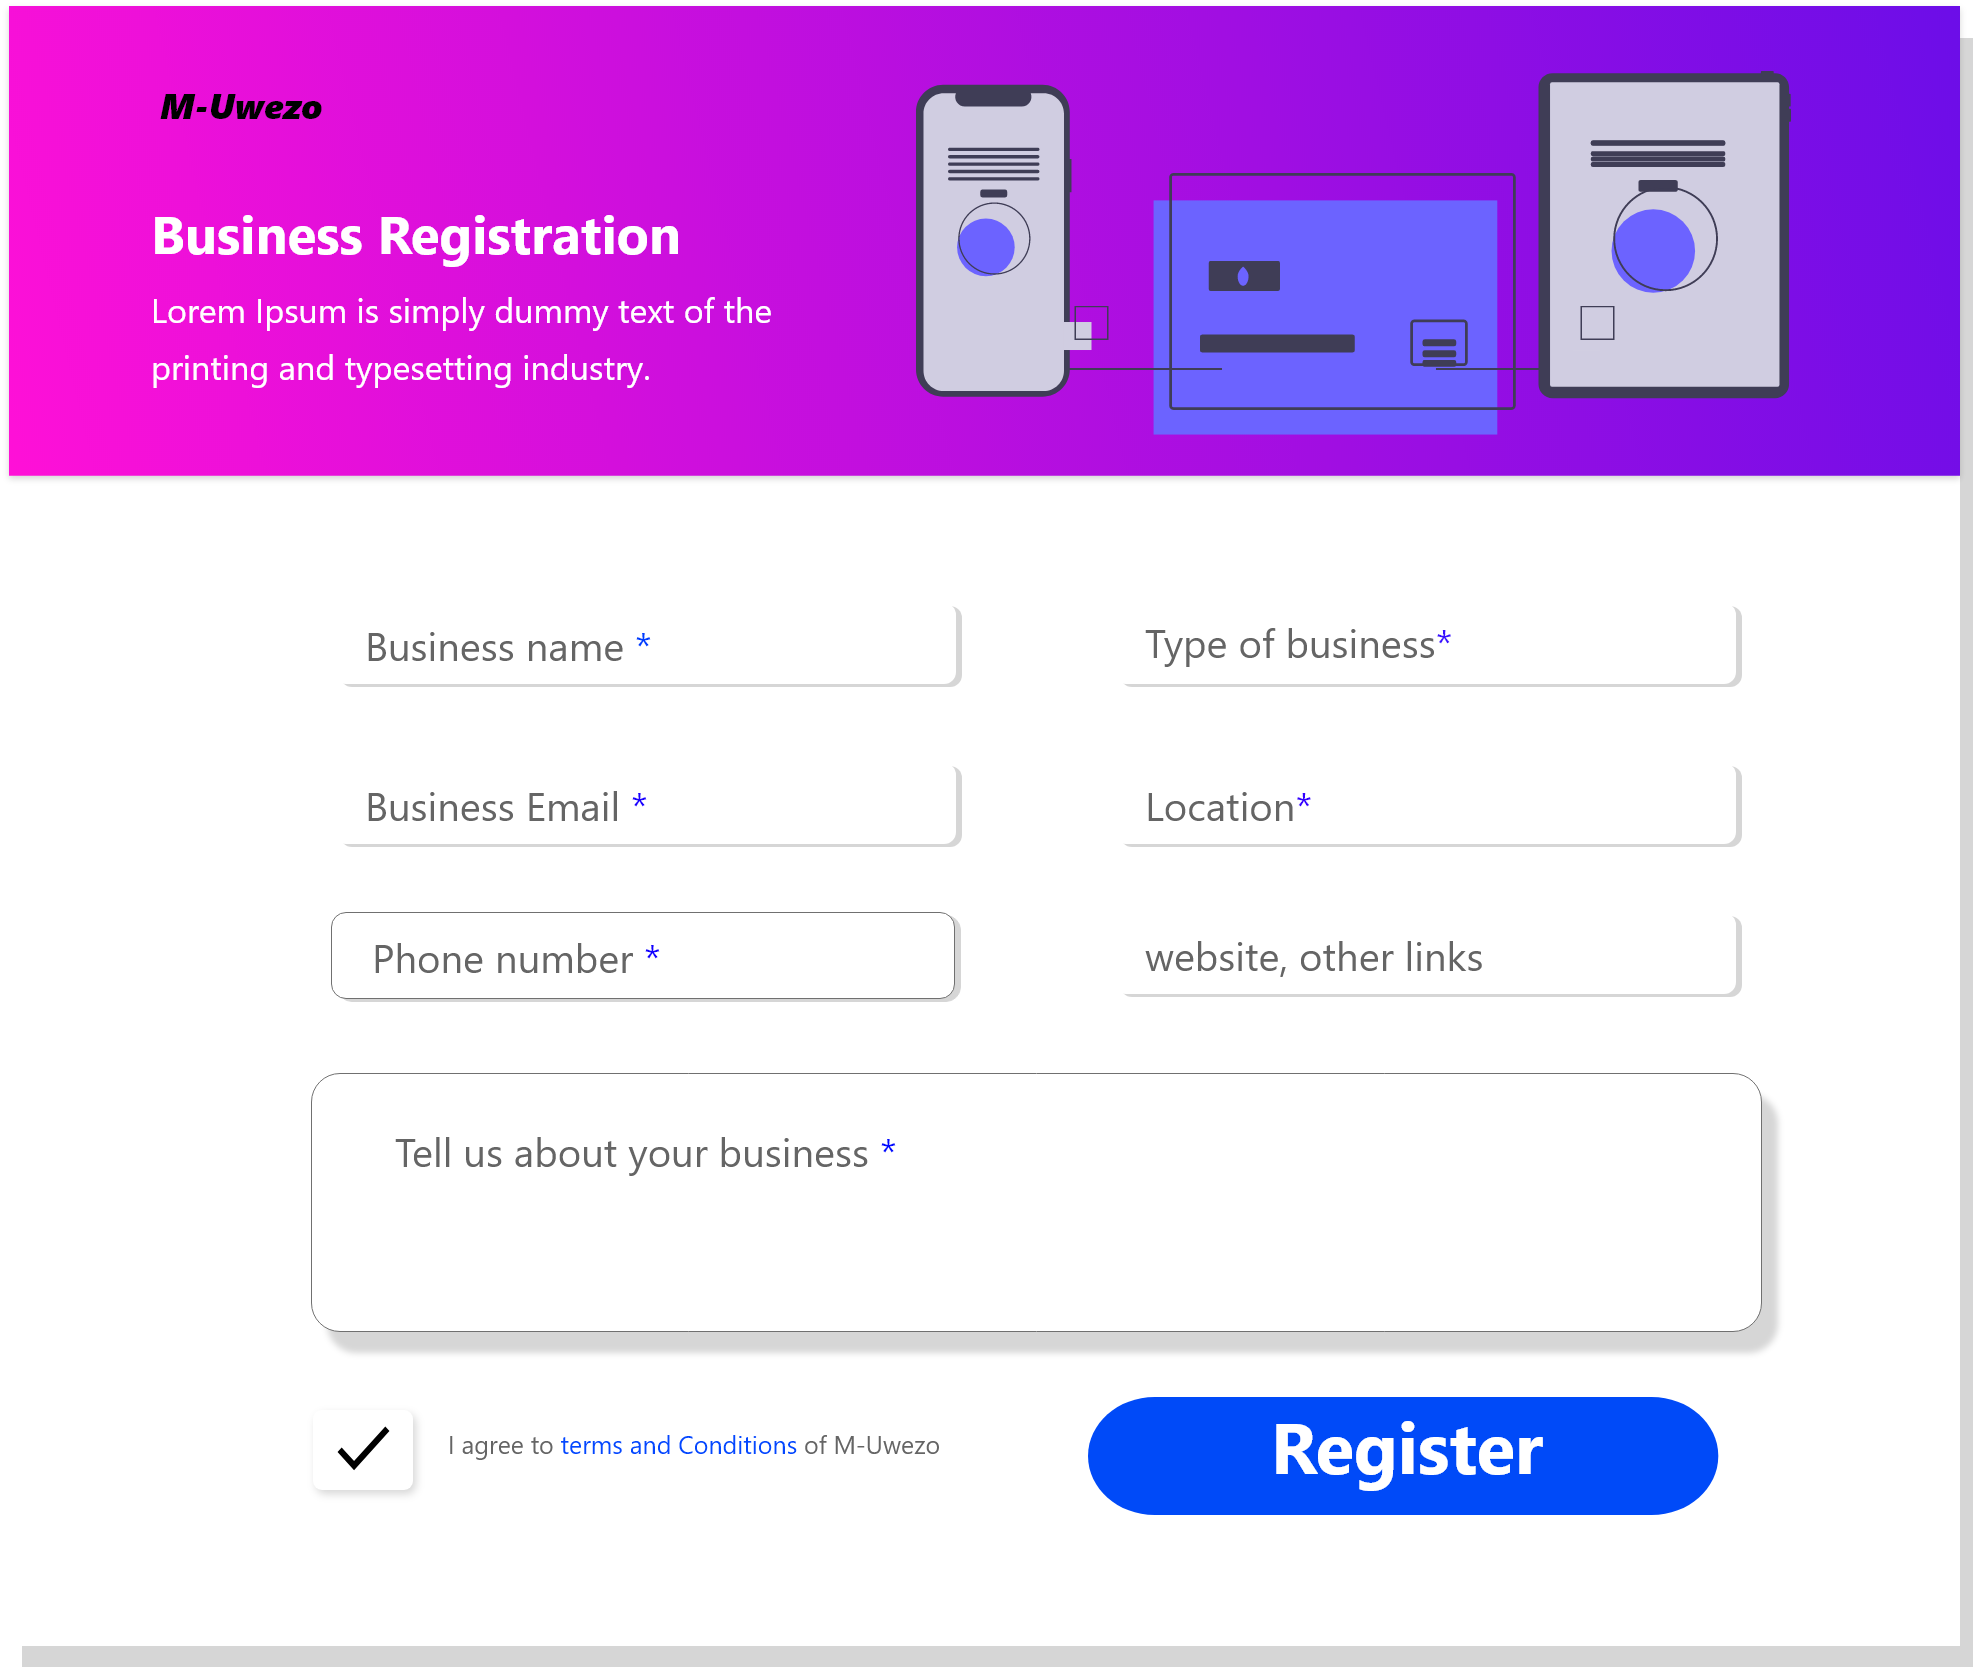 M-Uwezo
Business Registration
Lorem Ipsum is simply dummy text of the
printing and typesetting industry.
Business name *
Type of business*
Business Email *
Location*
Phone number *
website, other links
Tell us about your business *
I agree to terms and Conditions of M-Uwezo
Register